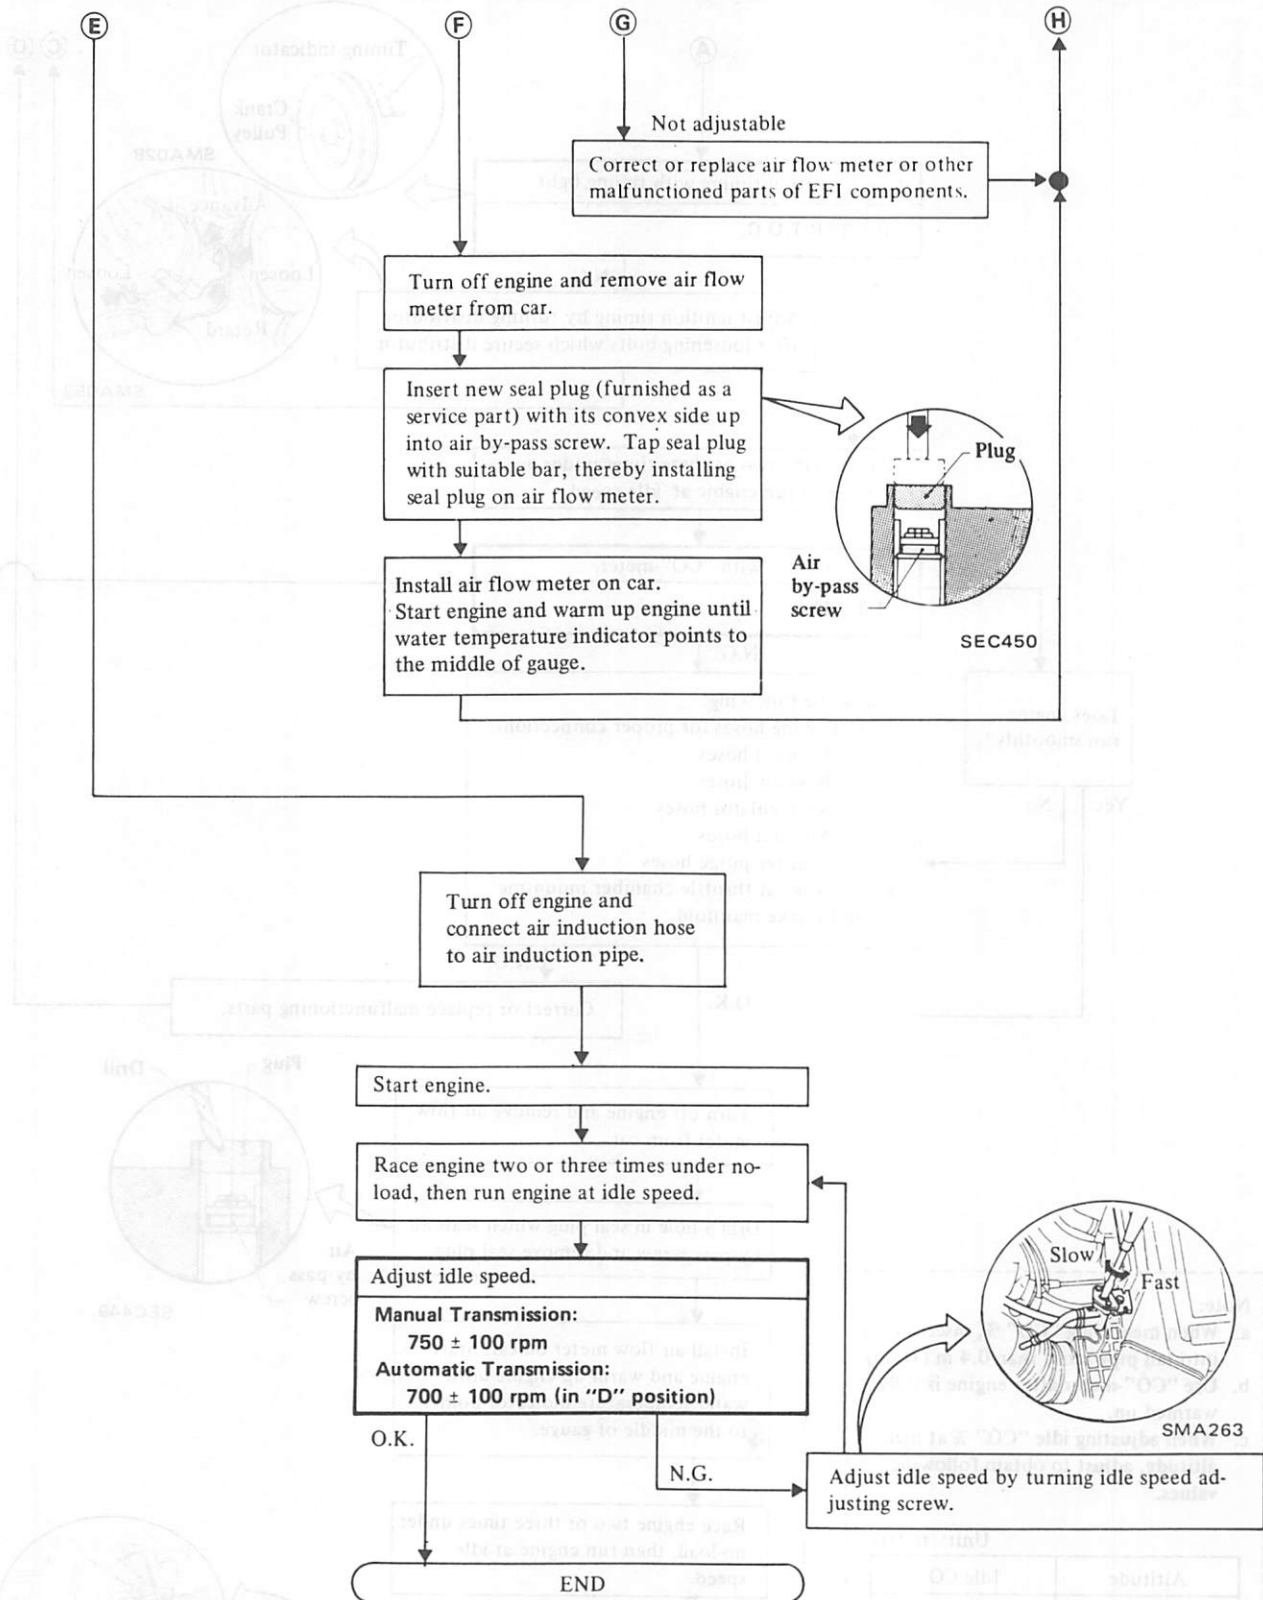 E
F
G
H
Not adjustable
Correct or replace air flow meter or other
malfunctioned parts of EFI components.
Turn off engine and remove air flow
meter from car.
Insert new seal plug (furnished as a
service part) with its convex side up
into air by-pass screw. Tap seal plug
with suitable bar, thereby installing
seal plug on air flow meter.
Plug
Air
by-pass
screw
SEC450
Install air flow meter on car.
Start engine and warm up engine until
water temperature indicator points to
the middle of gauge.
Turn off engine and
connect air induction hose
to air induction pipe.
Start engine.
Race engine two or three times under no-
load, then run engine at idle speed.
Adjust idle speed.
Manual Transmission:
750 ± 100 rpm
Automatic Transmission:
700 ± 100 rpm (in "D" position)
Slow
Fast
SMA263
O.K.
N.G.
Adjust idle speed by turning idle speed ad-
justing screw.
END